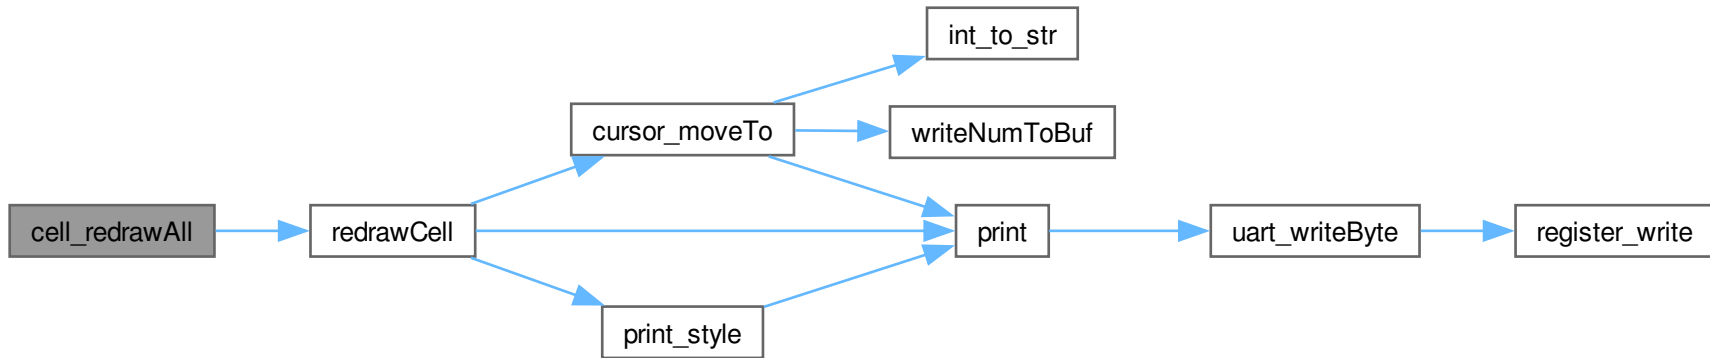 int_to_str
cursor_moveTo
writeNumToBuf
cell_redrawAll
redrawCell
print
uart_writeByte
register_write
print_style